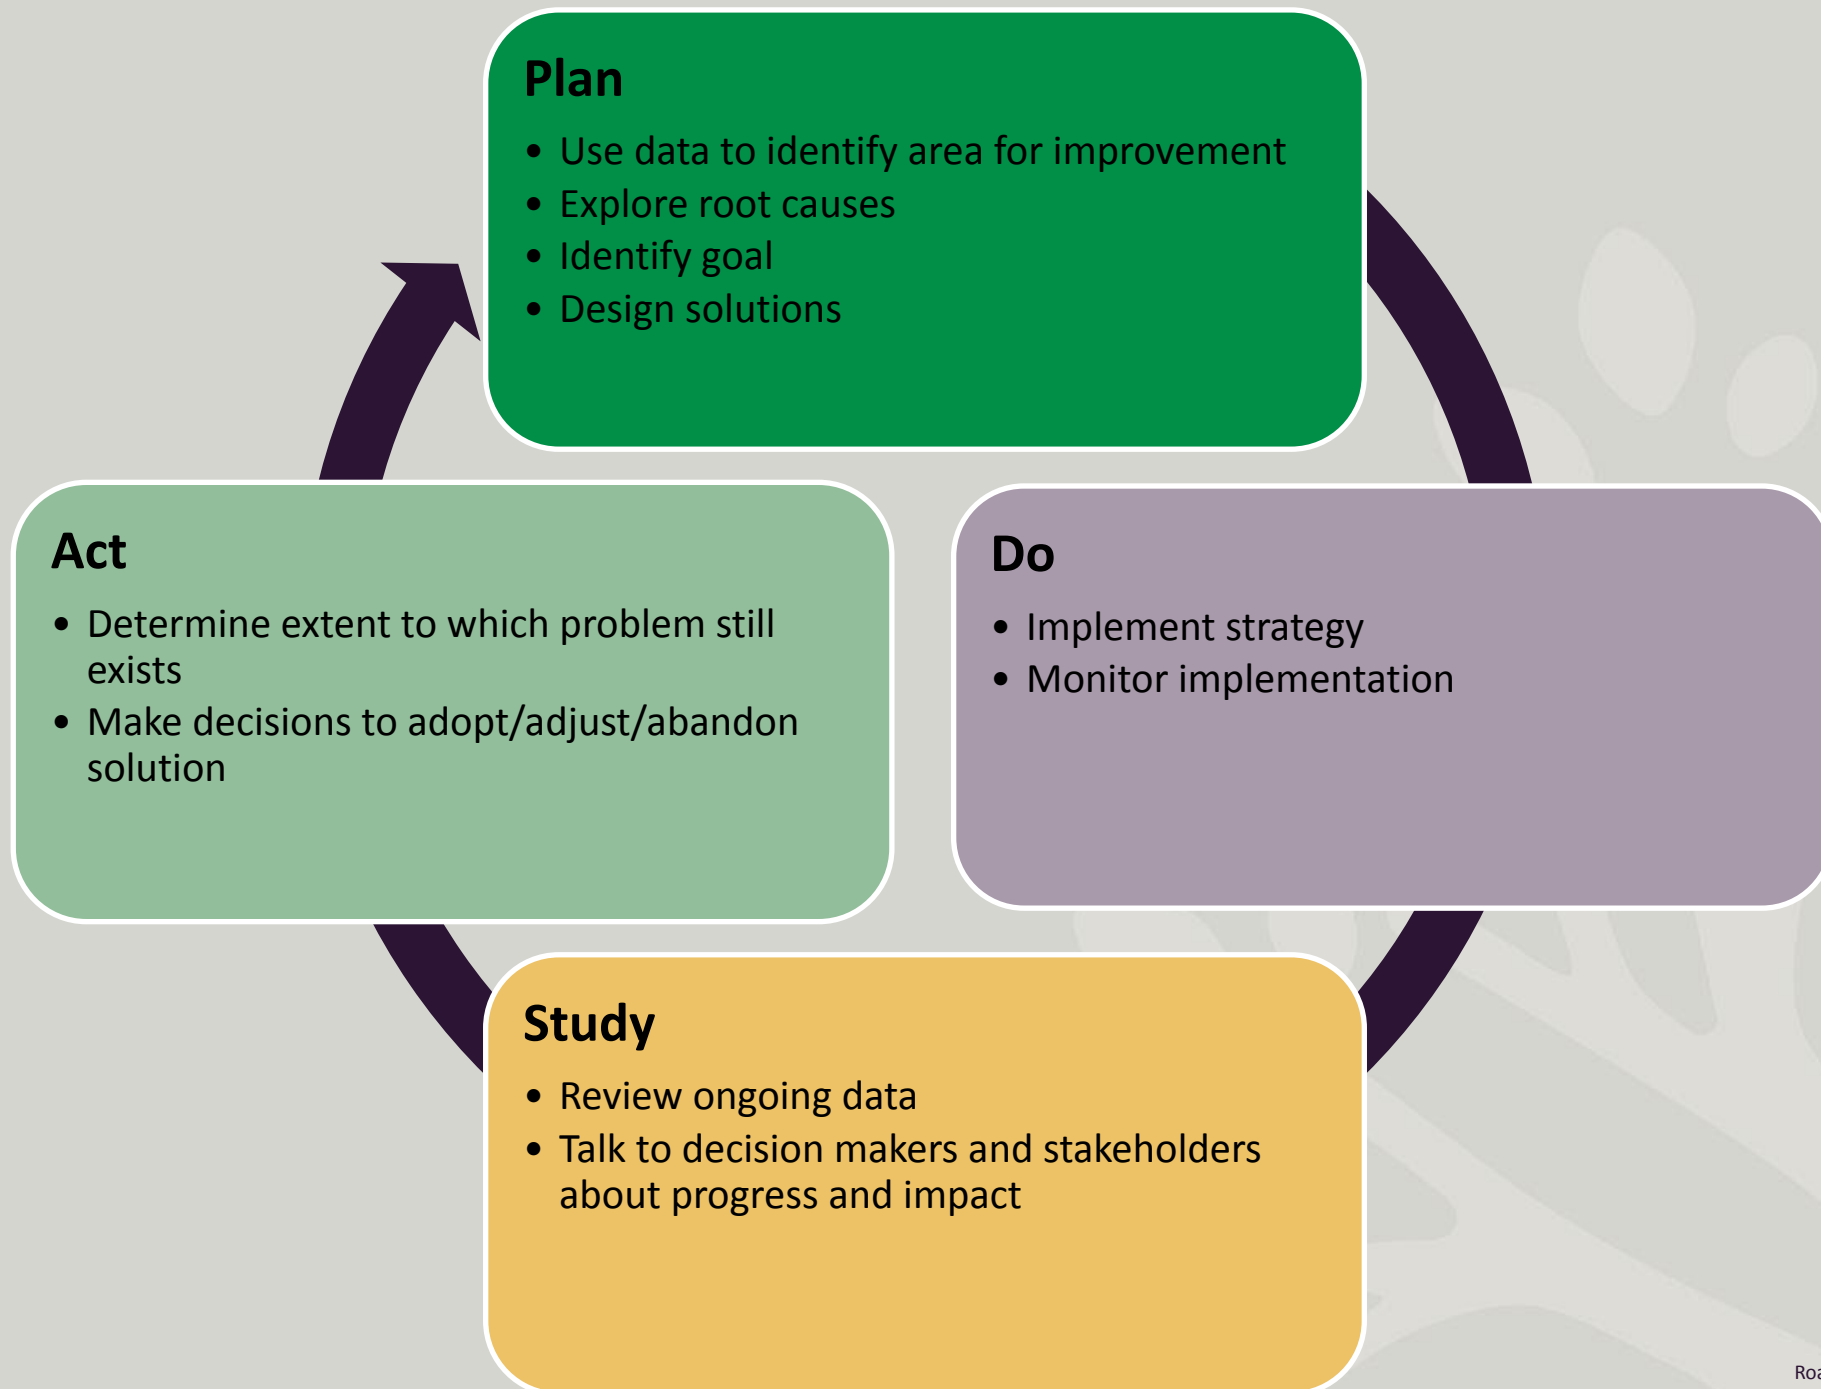 Plan
• Use data to identify area for improvement
• Explore root causes
• Identify goal
• Design solutions
Do
• Implement strategy
• Monitor implementation
Study
• Review ongoing data
• Talk to decision makers and stakeholders
about progress and impact
Act
• Determine extent to which problem still
exists
• Make decisions to adopt/adjust/abandon
solution